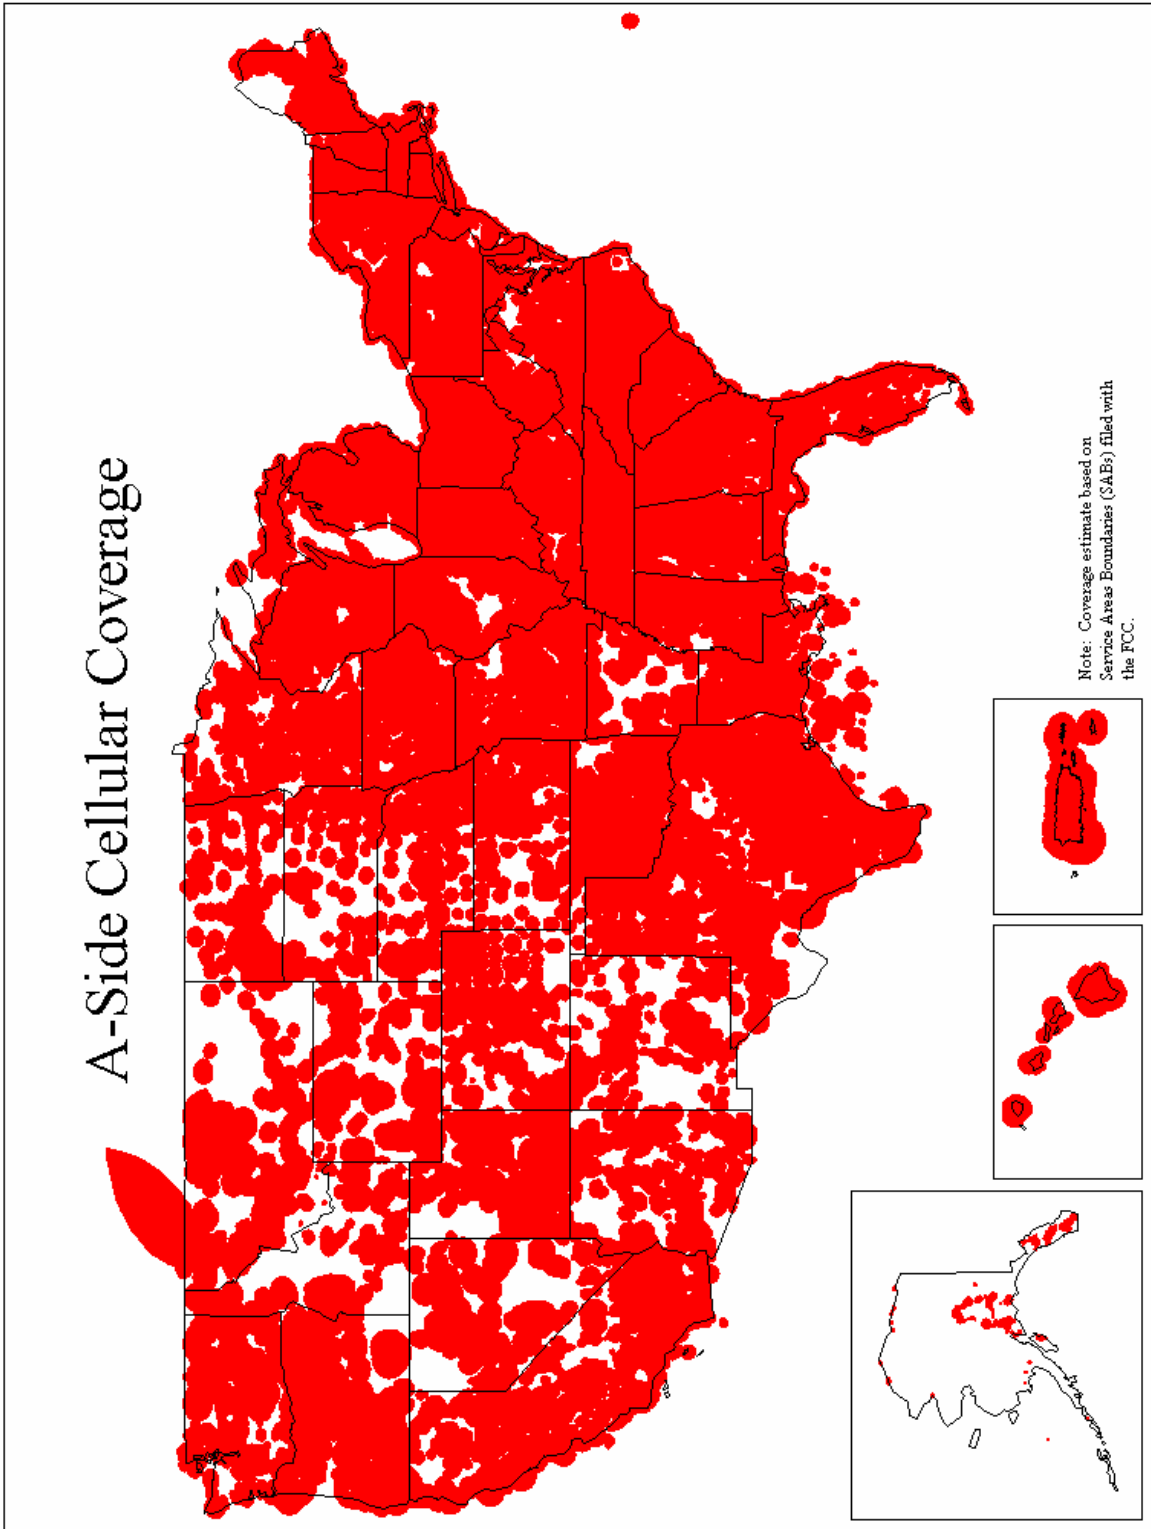 A-Side Cellular Coverage
Note: Coverage estimate based on
Service Areas Boundaries (SABs) filed with
the FCC.